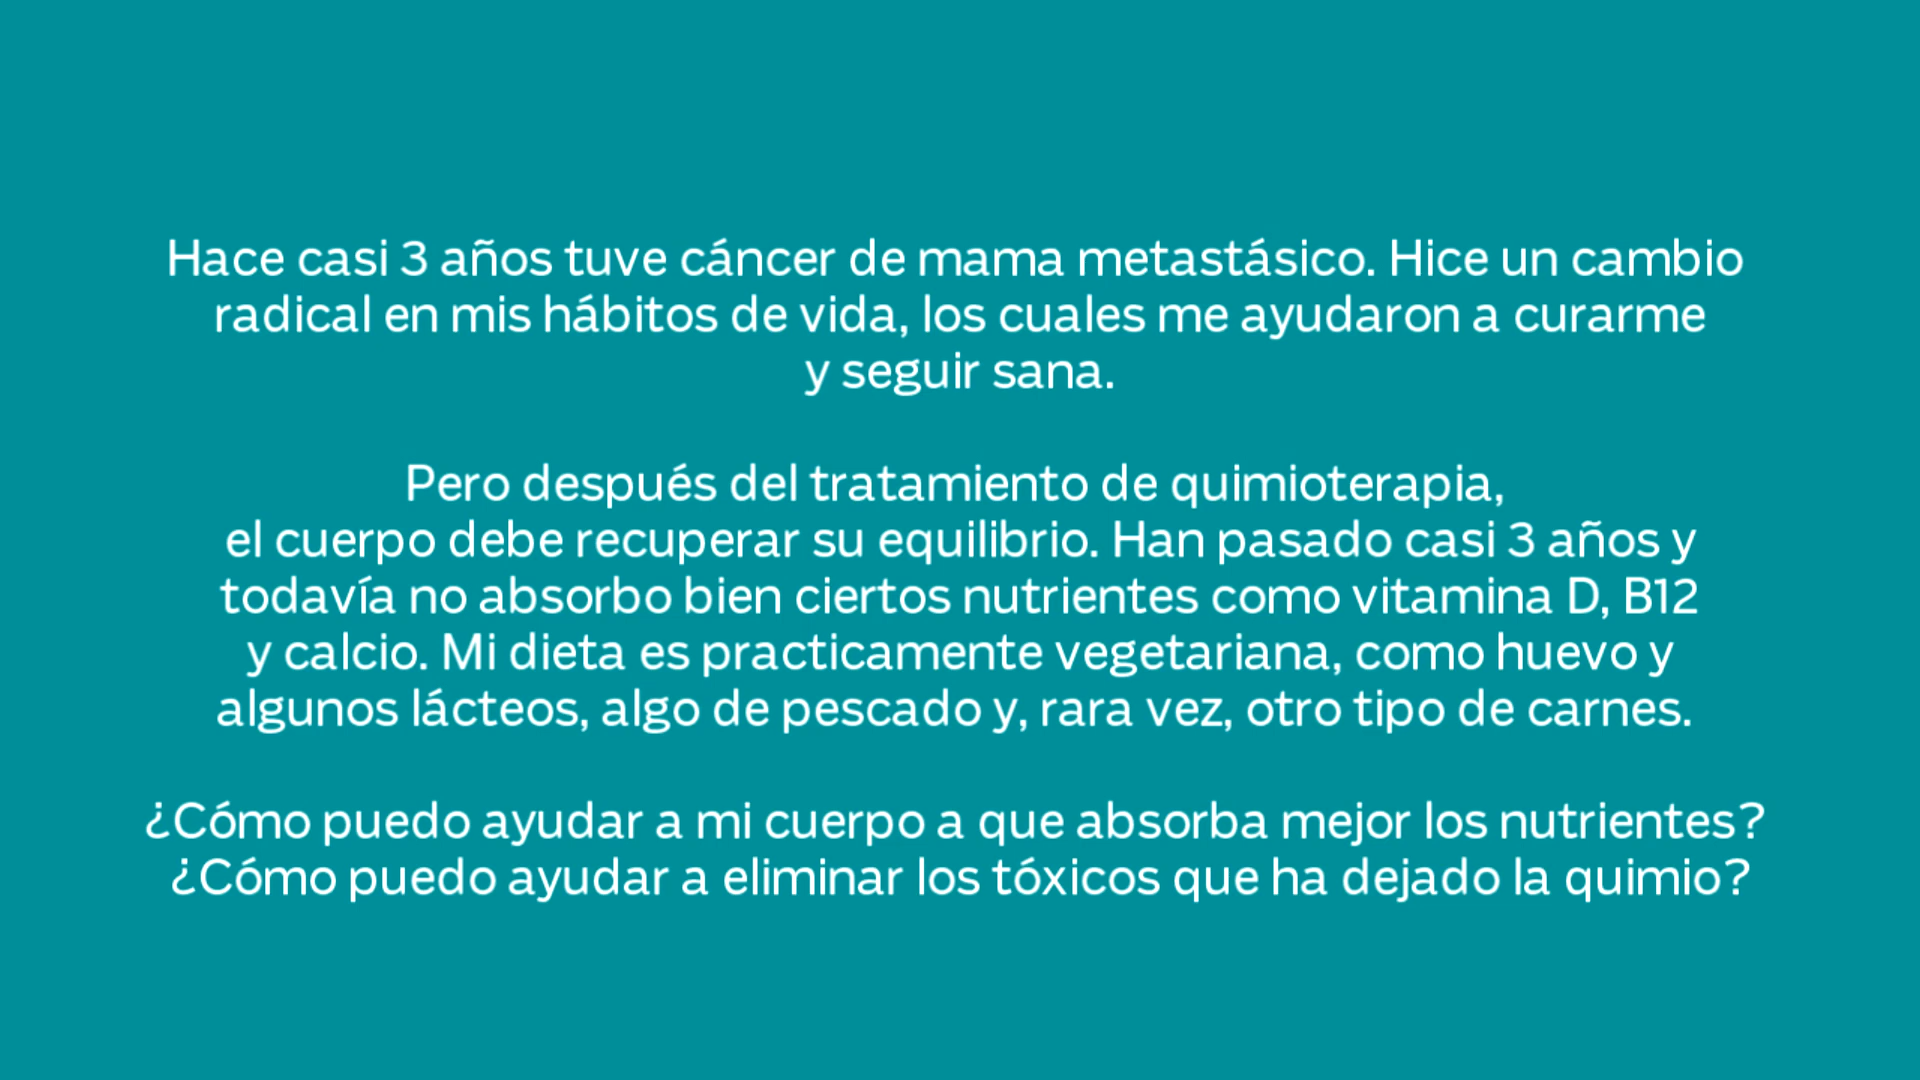 Hace casi 3 años tuve cáncer de mama metastásico. Hice un cambio
radical en mis hábitos de vida, los cuales me ayudaron a curarme
y seguir sana.
Pero después del tratamiento de quimioterapia,
el cuerpo debe recuperar su equilibrio. Han pasado casi 3 años y
todavía no absorbo bien ciertos nutrientes como vitamina D, B12
y calcio. Mi dieta es practicamente vegetariana, como huevo y
algunos lácteos, algo de pescado y, rara vez, otro tipo de carnes.
¿Cómo puedo ayudar a mi cuerpo a que absorba mejor los nutrientes?
¿Cómo puedo ayudar a eliminar los tóxicos que ha dejado la quimio?